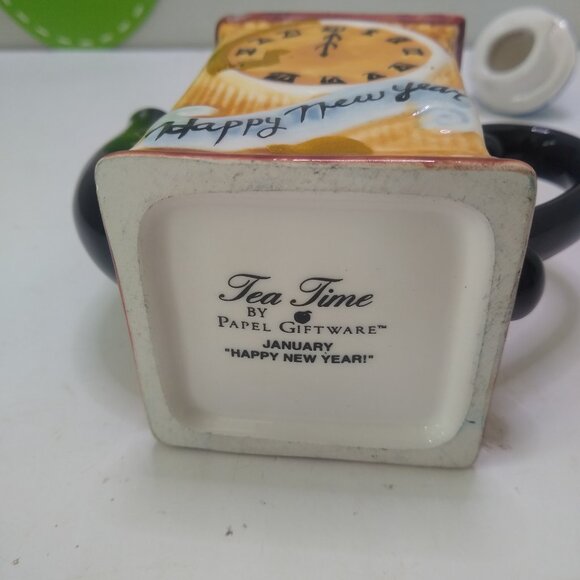 Happy New Year
Tea Time
BY
PAPEL GIFTWARE™
JANUARY
"HAPPY NEW YEAR!"